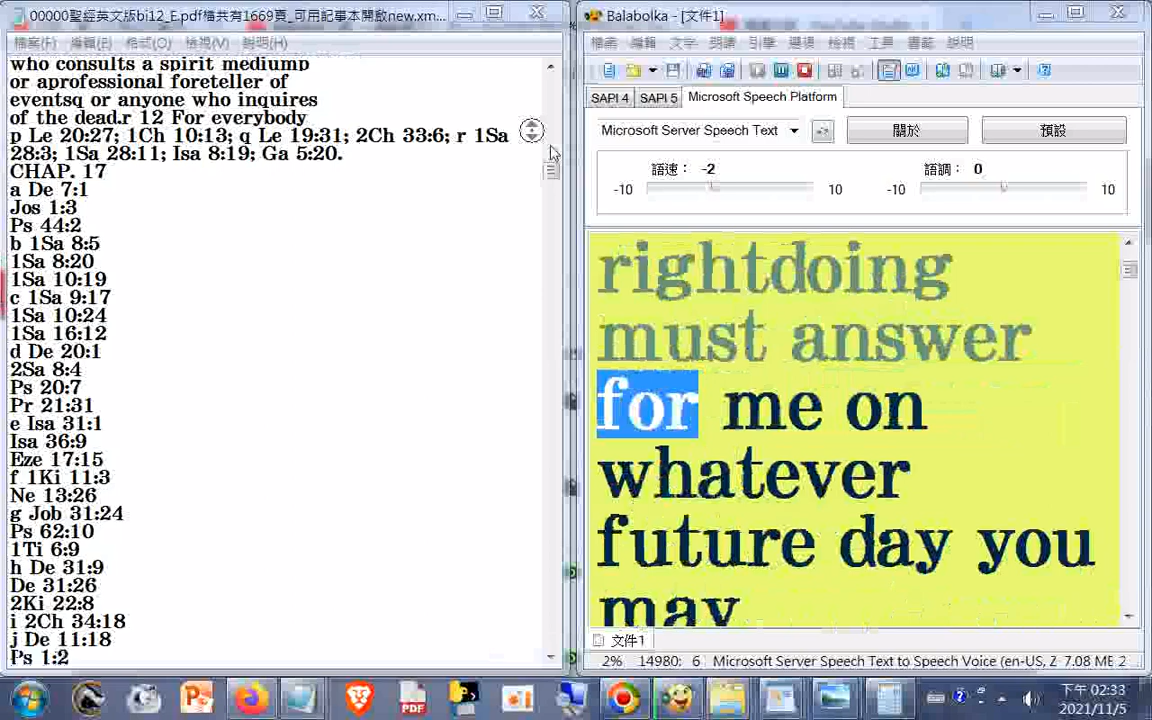 00000聖經英文版bi12_E.pdf檔共有1669頁_可用記事本開啟new.xm...
檔案(F) 編輯(E) 格式(O) 檢視(V) 說明(H)
who consults a spirit mediump
or aprofessional foreteller of
eventsq or anyone who inquires
of the dead.r 12 For everybody
p Le 20:27; 1Ch 10:13; q Le 19:31; 2Ch 33:6; r 1Sa
28:3; 1Sa 28:11; Isa 8:19; Ga 5:20.
CHAP. 17
a De 7:1
Jos 1:3
Ps 44:2
b 1Sa 8:5
1Sa 8:20
1Sa 10:19
c 1Sa 9:17
1Sa 10:24
1Sa 16:12
d De 20:1
2Sa 8:4
Ps 20:7
Pr 21:31
e Isa 31:1
Isa 36:9
Eze 17:15
f 1Ki 11:3
Ne 13:26
g Job 31:24
Ps 62:10
1Ti 6:9
h De 31:9
De 31:26
2Ki 22:8
i 2Ch 34:18
j De 11:18
Ps 1:2
Balabolka - [文件1]
檔案 編輯 文字 朗讀 引擎 選項 檢視 工具 書籤 說明
SAPI 4 SAPI 5 Microsoft Speech Platform
Microsoft Server Speech Text 關於 預設
語速： -2 語調： 0
-10 10 -10 10
rightdoing
must answer
for me on
whatever
future day you
may
文件1
2% 14980: 6 Microsoft Server Speech Text to Speech Voice (en-US, Z 7.08 ME 2
PDF
下午 02:33
2021/11/5